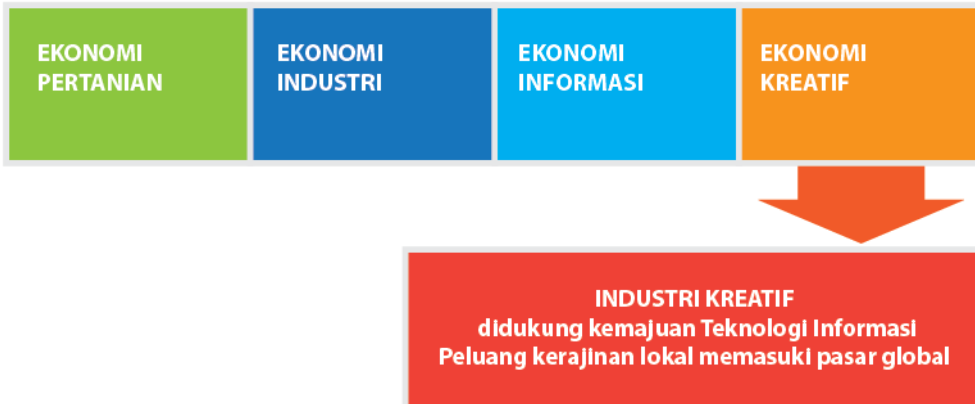 EKONOMI
PERTANIAN
EKONOMI
INDUSTRI
EKONOMI
INFORMASI
EKONOMI
KREATIF
INDUSTRI KREATIF
didukung kemajuan Teknologi Informasi
Peluang kerajinan lokal memasuki pasar global